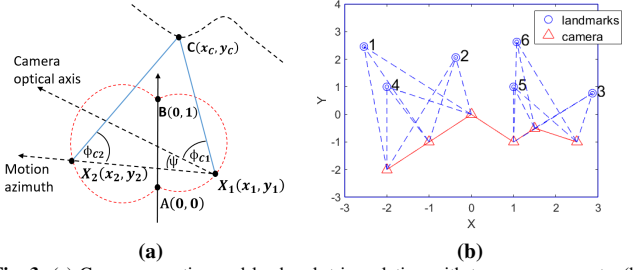 C(x_C, y_C)
Camera
optical axis
B(0, 1)
ϕ_C2
ψ
ϕ_C1
Motion
azimuth
X_2(x_2, y_2)
X_1(x_1, y_1)
A(0, 0)
(a)
4
3
2
1
0
-1
-2
-3
Y
-3
-2
-1
0
1
2
3
X
1
2
3
4
5
6
landmarks
camera
(b)